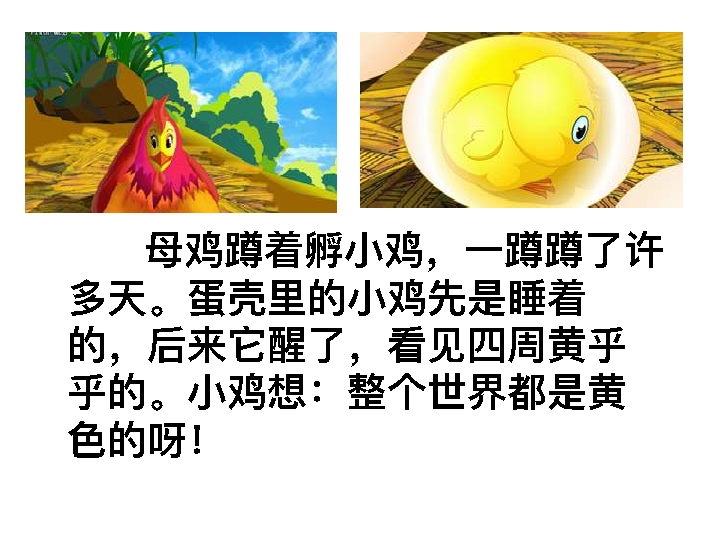 母鸡蹲着孵小鸡，一蹲蹲了许
多天。蛋壳里的小鸡先是睡着
的，后来它醒了，看见四周黄乎
乎的。小鸡想：整个世界都是黄
色的呀！